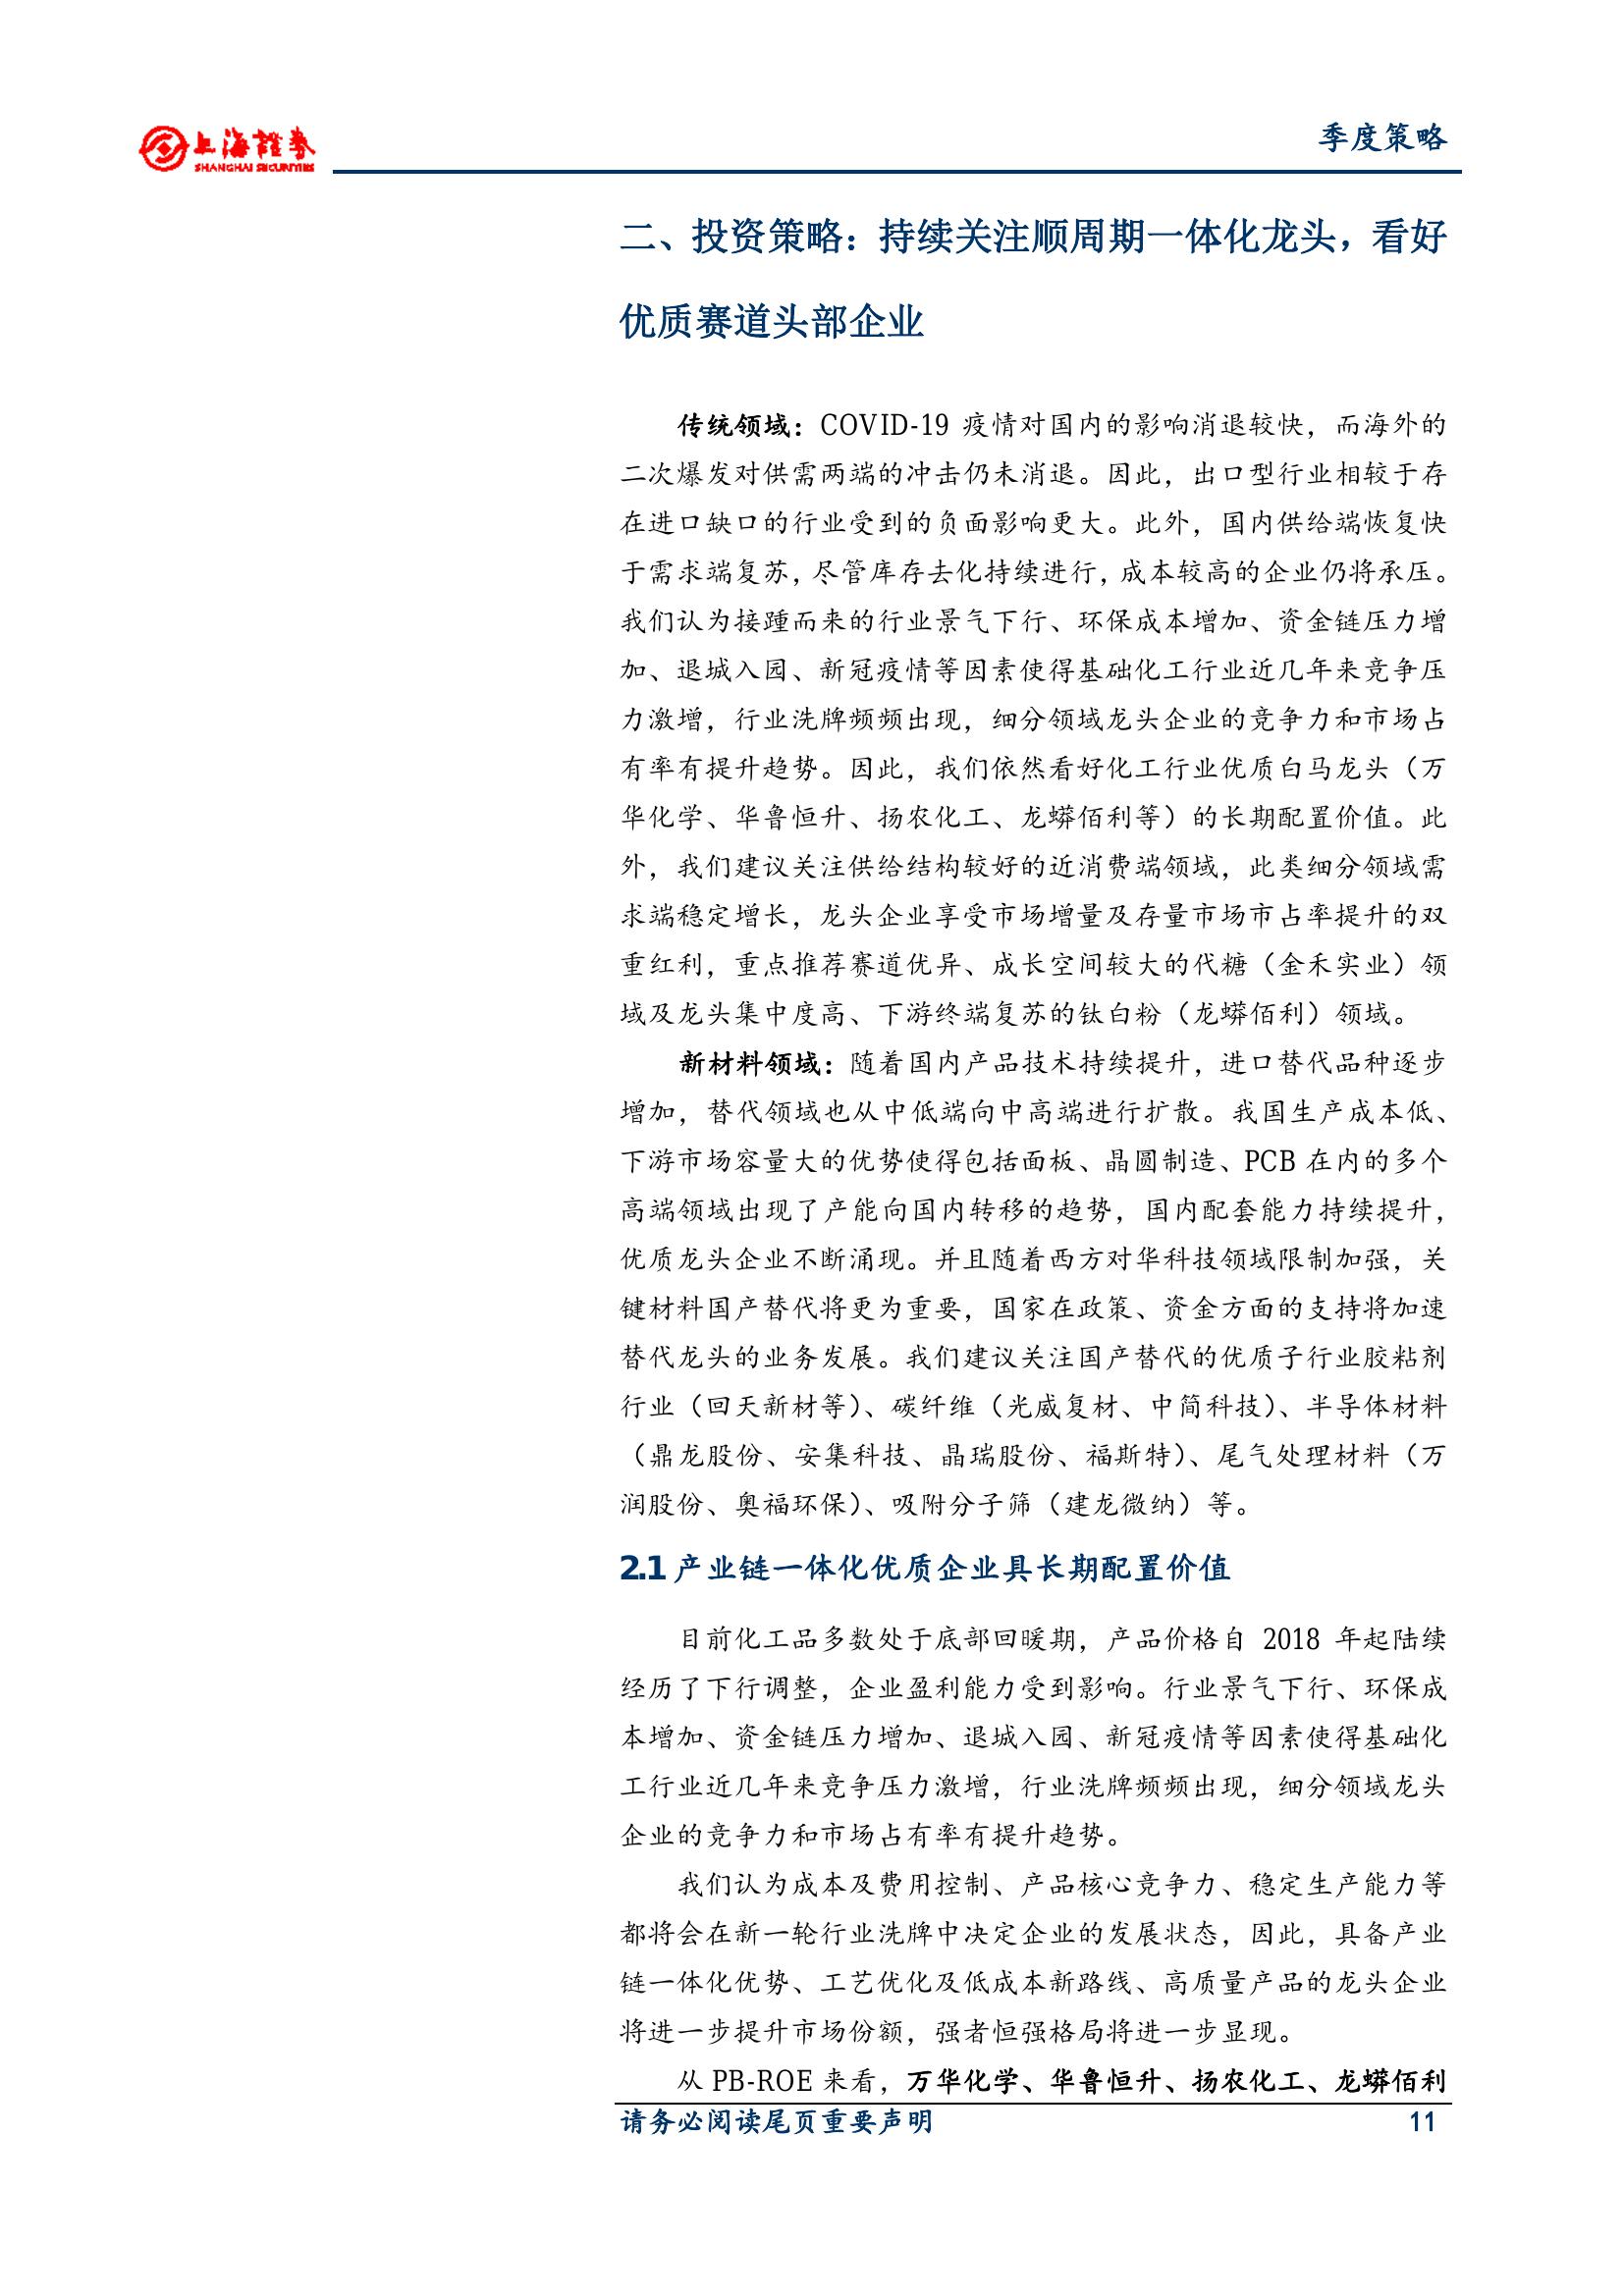 上海證券
SHANGHAI SECURITIES
季度策略
二、投资策略：持续关注顺周期一体化龙头，看好
优质赛道头部企业
传统领域：COVID-19 疫情对国内的影响消退较快，而海外的
二次爆发对供需两端的冲击仍未消退。因此，出口型行业相较于存
在进口缺口的行业受到的负面影响更大。此外，国内供给端恢复快
于需求端复苏，尽管库存去化持续进行，成本较高的企业仍将承压。
我们认为接踵而来的行业景气下行、环保成本增加、资金链压力增
加、退城入园、新冠疫情等因素使得基础化工行业近几年来竞争压
力激增，行业洗牌频频出现，细分领域龙头企业的竞争力和市场占
有率有提升趋势。因此，我们依然看好化工行业优质白马龙头（万
华化学、华鲁恒升、扬农化工、龙蟒佰利等）的长期配置价值。此
外，我们建议关注供给结构较好的近消费端领域，此类细分领域需
求端稳定增长，龙头企业享受市场增量及存量市场市占率提升的双
重红利，重点推荐赛道优异、成长空间较大的代糖（金禾实业）领
域及龙头集中度高、下游终端复苏的钛白粉（龙蟒佰利）领域。
新材料领域：随着国内产品技术持续提升，进口替代品种逐步
增加，替代领域也从中低端向中高端进行扩散。我国生产成本低、
下游市场容量大的优势使得包括面板、晶圆制造、PCB 在内的多个
高端领域出现了产能向国内转移的趋势，国内配套能力持续提升，
优质龙头企业不断涌现。并且随着西方对华科技领域限制加强，关
键材料国产替代将更为重要，国家在政策、资金方面的支持将加速
替代龙头的业务发展。我们建议关注国产替代的优质子行业胶粘剂
行业（回天新材等）、碳纤维（光威复材、中简科技）、半导体材料
（鼎龙股份、安集科技、晶瑞股份、福斯特）、尾气处理材料（万
润股份、奥福环保）、吸附分子筛（建龙微纳）等。
2.1 产业链一体化优质企业具长期配置价值
目前化工品多数处于底部回暖期，产品价格自 2018 年起陆续
经历了下行调整，企业盈利能力受到影响。行业景气下行、环保成
本增加、资金链压力增加、退城入园、新冠疫情等因素使得基础化
工行业近几年来竞争压力激增，行业洗牌频频出现，细分领域龙头
企业的竞争力和市场占有率有提升趋势。
我们认为成本及费用控制、产品核心竞争力、稳定生产能力等
都将会在新一轮行业洗牌中决定企业的发展状态，因此，具备产业
链一体化优势、工艺优化及低成本新路线、高质量产品的龙头企业
将进一步提升市场份额，强者恒强格局将进一步显现。
从 PB-ROE 来看，万华化学、华鲁恒升、扬农化工、龙蟒佰利
请务必阅读尾页重要声明
11